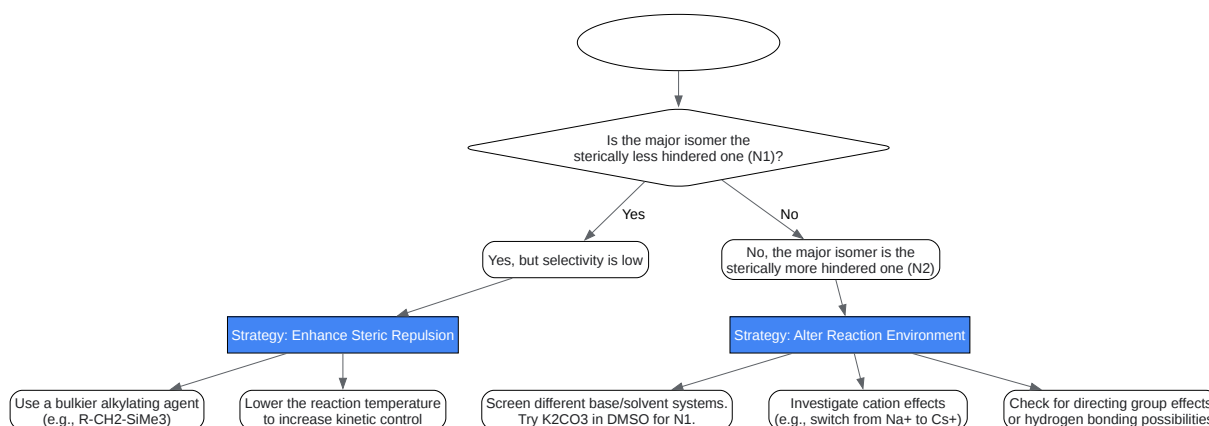 Is the major isomer the
sterically less hindered one (N1)?
Yes
No
Yes, but selectivity is low
No, the major isomer is the
sterically more hindered one (N2)
Strategy: Enhance Steric Repulsion
Strategy: Alter Reaction Environment
Use a bulkier alkylating agent
(e.g., R-CH2-SiMe3)
Lower the reaction temperature
to increase kinetic control
Screen different base/solvent systems.
Try K2CO3 in DMSO for N1.
Investigate cation effects
(e.g., switch from Na+ to Cs+)
Check for directing group effects
or hydrogen bonding possibilities